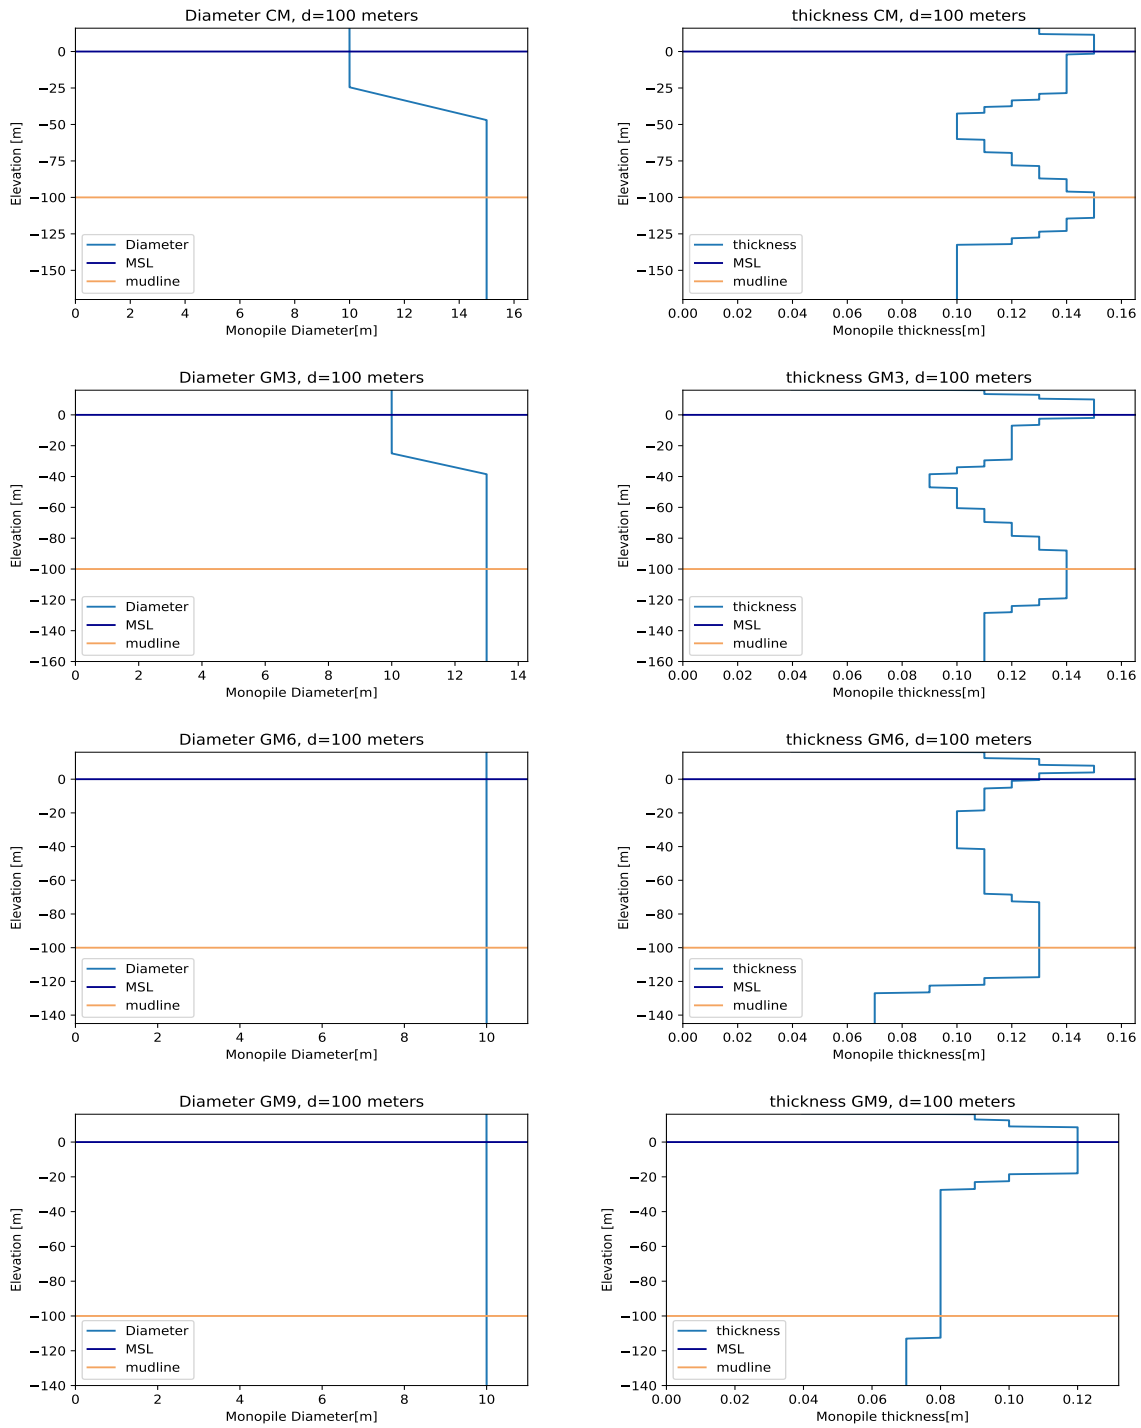 Diameter CM, d=100 meters
0
−25
−50
−75
−100
−125
−150
Elevation [m]
Diameter
MSL
mudline
0 2 4 6 8 10 12 14 16
Monopile Diameter[m]
thickness CM, d=100 meters
0
−25
−50
−75
−100
−125
−150
Elevation [m]
thickness
MSL
mudline
0.00 0.02 0.04 0.06 0.08 0.10 0.12 0.14 0.16
Monopile thickness[m]
Diameter GM3, d=100 meters
0
−20
−40
−60
−80
−100
−120
−140
−160
Elevation [m]
Diameter
MSL
mudline
0 2 4 6 8 10 12 14
Monopile Diameter[m]
thickness GM3, d=100 meters
0
−20
−40
−60
−80
−100
−120
−140
−160
Elevation [m]
thickness
MSL
mudline
0.00 0.02 0.04 0.06 0.08 0.10 0.12 0.14 0.16
Monopile thickness[m]
Diameter GM6, d=100 meters
0
−20
−40
−60
−80
−100
−120
−140
Elevation [m]
Diameter
MSL
mudline
0 2 4 6 8 10
Monopile Diameter[m]
thickness GM6, d=100 meters
0
−20
−40
−60
−80
−100
−120
−140
Elevation [m]
thickness
MSL
mudline
0.00 0.02 0.04 0.06 0.08 0.10 0.12 0.14 0.16
Monopile thickness[m]
Diameter GM9, d=100 meters
0
−20
−40
−60
−80
−100
−120
−140
Elevation [m]
Diameter
MSL
mudline
0 2 4 6 8 10
Monopile Diameter[m]
thickness GM9, d=100 meters
0
−20
−40
−60
−80
−100
−120
−140
Elevation [m]
thickness
MSL
mudline
0.00 0.02 0.04 0.06 0.08 0.10 0.12
Monopile thickness[m]